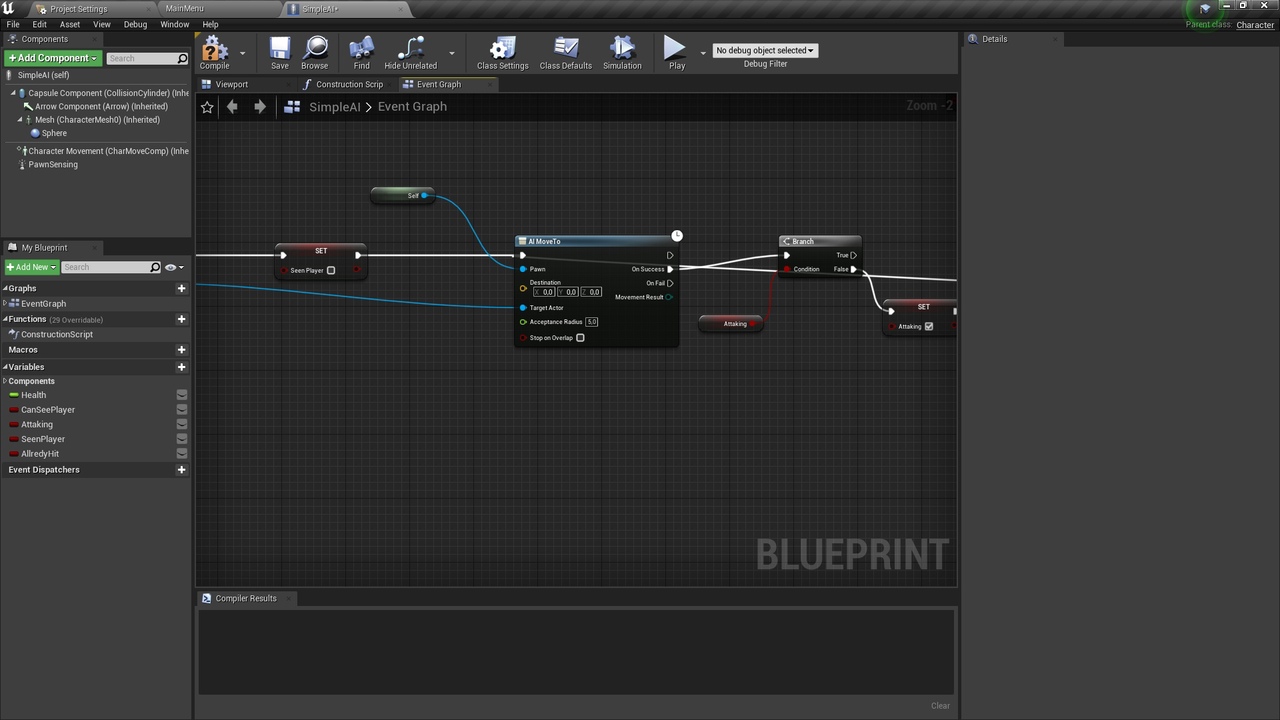 Project Settings
MainMenu
SimpleAI•
File Edit Asset View Debug Window Help
Parent class: Character
Components
+Add Component
Search
SimpleAI (self)
Capsule Component (CollisionCylinder) (Inhe
Arrow Component (Arrow) (Inherited)
Mesh (CharacterMesh0) (Inherited)
Sphere
Character Movement (CharMoveComp) (Inhe
PawnSensing
My Blueprint
+Add New
Search
Graphs
EventGraph
Functions (29 Overridable)
ConstructionScript
Macros
Variables
Components
Health
CanSeePlayer
Attaking
SeenPlayer
AllredyHit
Event Dispatchers
Compile
Save
Browse
Find
Hide Unrelated
Class Settings
Class Defaults
Simulation
Play
No debug object selected
Debug Filter
Viewport
Construction Scrip
Event Graph
SimpleAI > Event Graph
Zoom -2
Self
SET
Seen Player
AI MoveTo
Pawn
On Success
Destination
X 0,0 Y 0,0 Z 0,0
On Fail
Movement Result
Target Actor
Acceptance Radius 5,0
Stop on Overlap
Attaking
Branch
True
Condition
False
SET
Attaking
BLUEPRINT
Compiler Results
Clear
Details